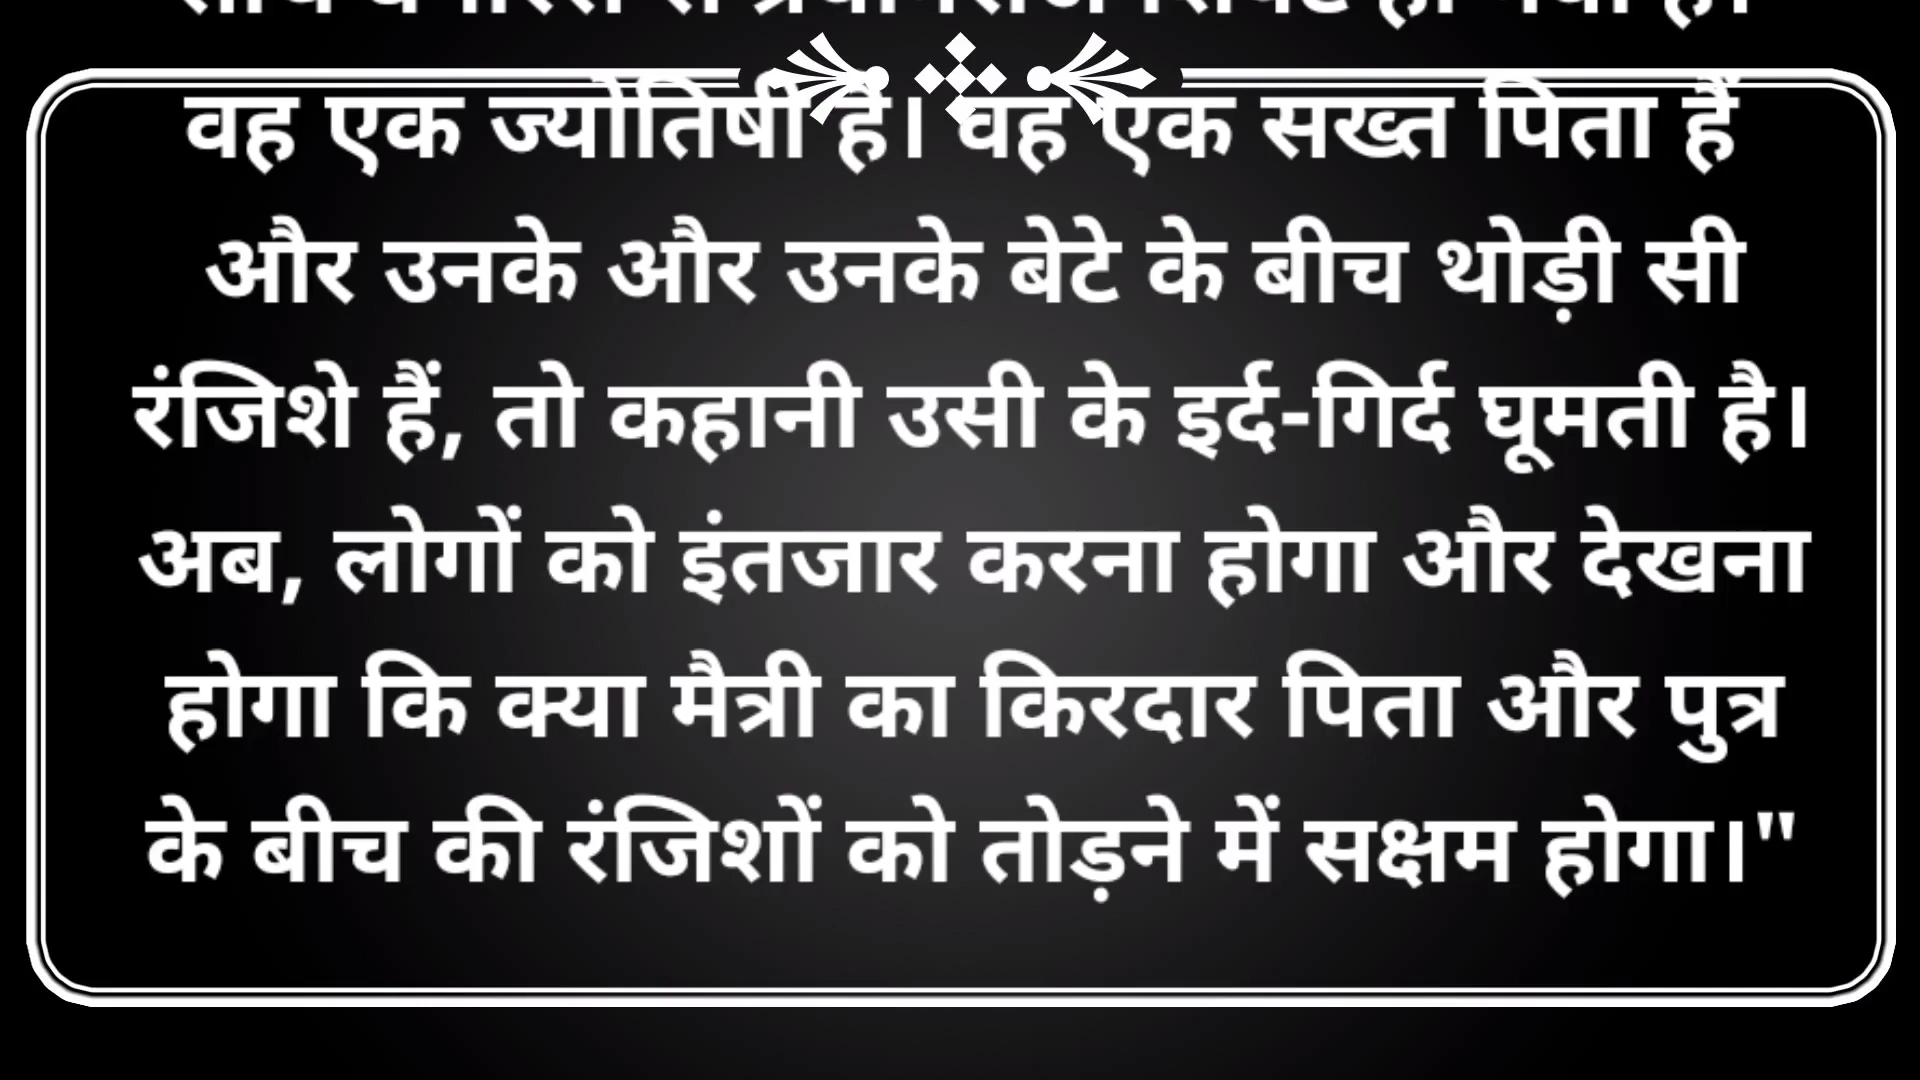 वह एक ज्योतिषी है। वह एक सख्त पिता हैं
और उनके और उनके बेटे के बीच थोड़ी सी
रंजिशे हैं, तो कहानी उसी के इर्द-गिर्द घूमती है।
अब, लोगों को इंतजार करना होगा और देखना
होगा कि क्या मैत्री का किरदार पिता और पुत्र
के बीच की रंजिशों को तोड़ने में सक्षम होगा।"